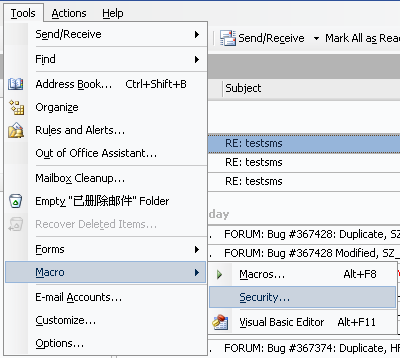 Tools Actions Help
Send/Receive
Find
Address Book... Ctrl+Shift+B
Organize
Rules and Alerts...
Out of Office Assistant...
Mailbox Cleanup...
Empty "已删除邮件" Folder
Recover Deleted Items...
Forms
Macro
E-mail Accounts...
Customize...
Options...
Send/Receive Mark All as Read
Subject
RE: testsms
RE: testsms
RE: testsms
day
FORUM: Bug #367428: Duplicate, SZ_
FORUM: Bug #367428 Modified, SZ_
Macros... Alt+F8
Security...
Visual Basic Editor Alt+F11
FORUM: Bug #367374: Duplicate, HF